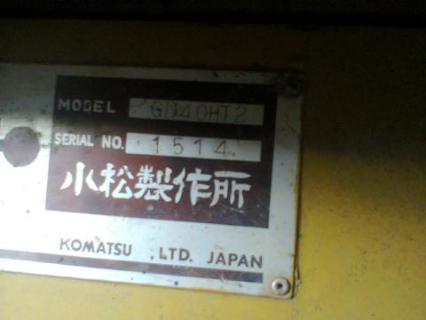 MODEL GD40HT2
SERIAL NO. 1514
小松製作所
KOMATSU ,LTD. JAPAN